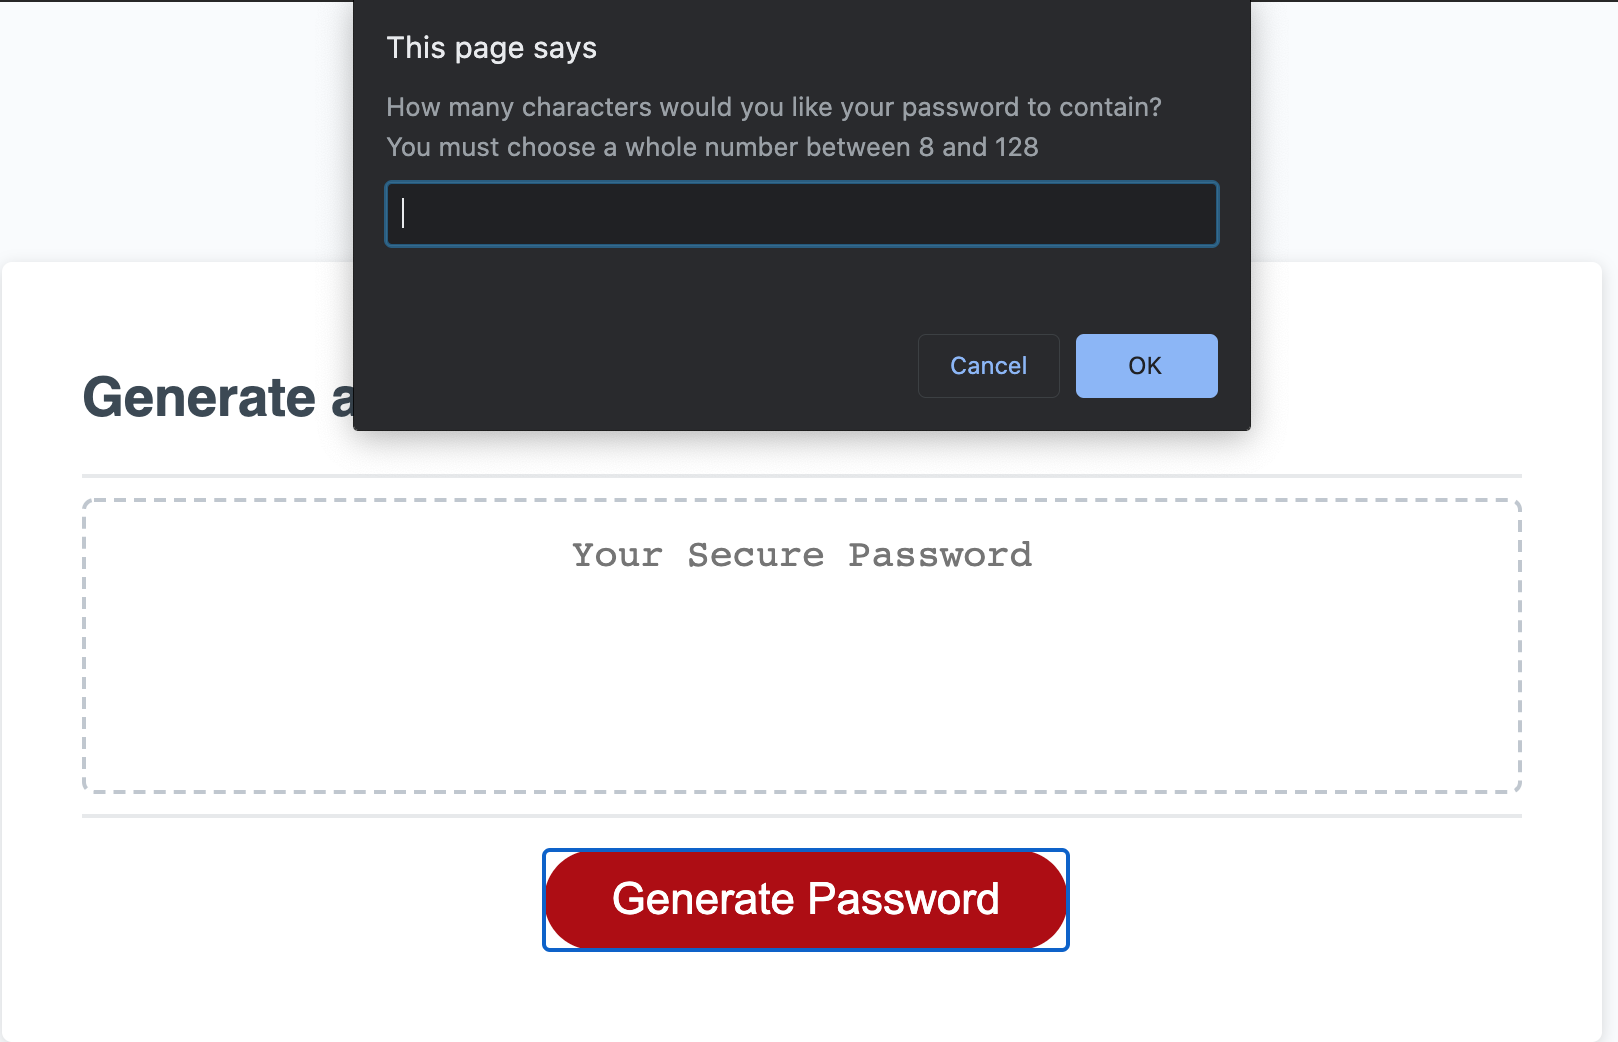 This page says
How many characters would you like your password to contain?
You must choose a whole number between 8 and 128
Cancel
OK
Generate a
Your Secure Password
Generate Password